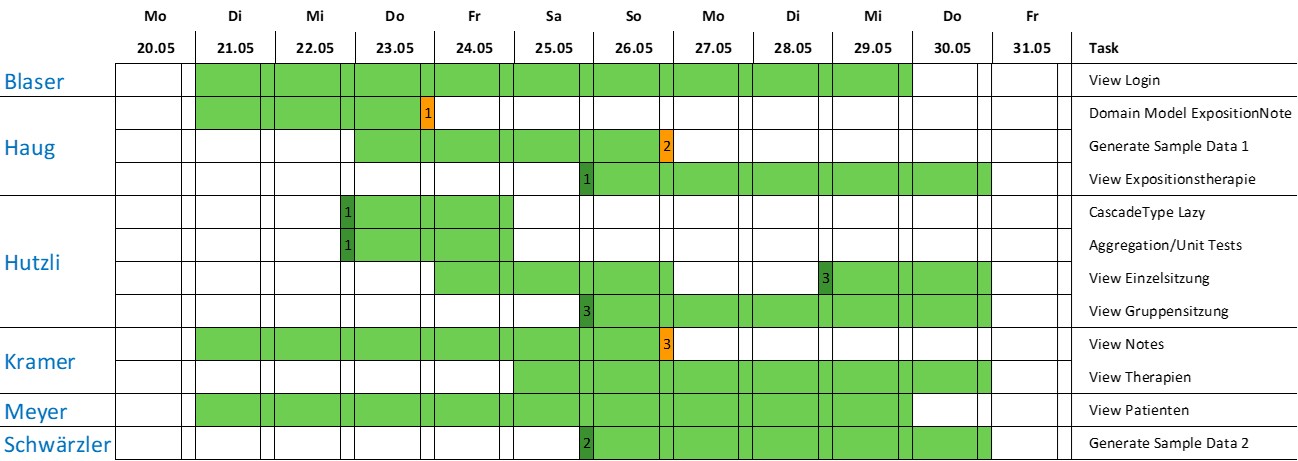 Mo Di Mi Do Fr Sa So Mo Di Mi Do Fr
20.05 21.05 22.05 23.05 24.05 25.05 26.05 27.05 28.05 29.05 30.05 31.05 Task
Blaser View Login
1 Domain Model ExpositionNote
Haug 2 Generate Sample Data 1
1 View Expositionstherapie
1 CascadeType Lazy
1 Aggregation/Unit Tests
Hutzli 3 View Einzelsitzung
3 View Gruppensitzung
3 View Notes
Kramer View Therapien
Meyer View Patienten
Schwärzler 2 Generate Sample Data 2